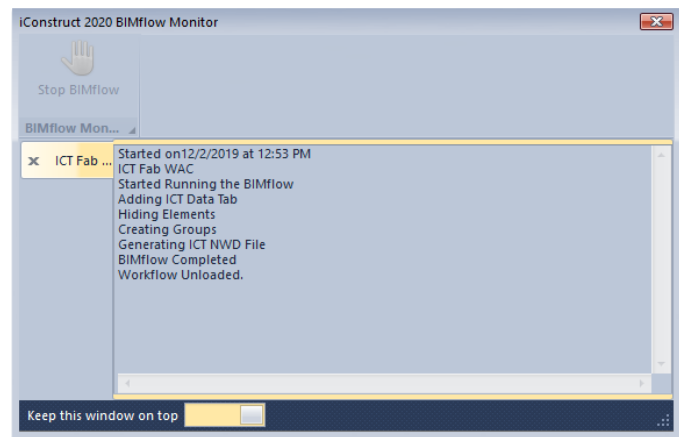 iConstruct 2020 BIMflow Monitor
Stop BIMflow
BIMflow Mon...
ICT Fab ...
Started on12/2/2019 at 12:53 PM
ICT Fab WAC
Started Running the BIMflow
Adding ICT Data Tab
Hiding Elements
Creating Groups
Generating ICT NWD File
BIMflow Completed
Workflow Unloaded.
Keep this window on top